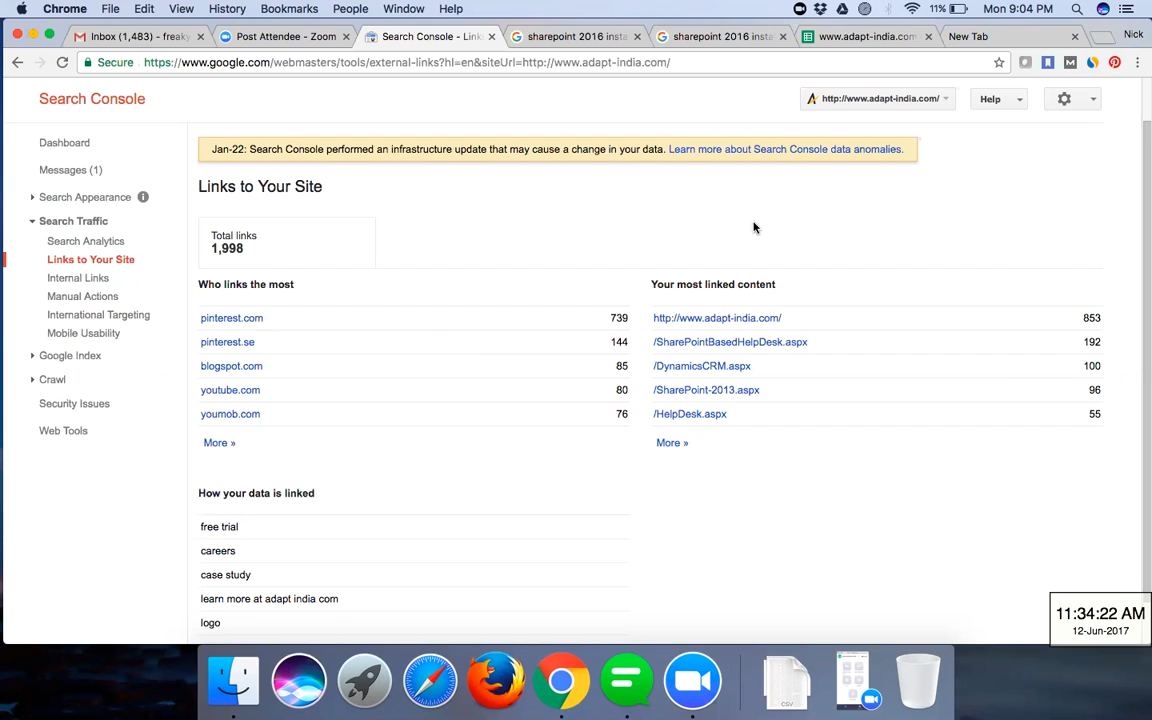 Chrome File Edit View History Bookmarks People Window Help 11% Mon 9:04 PM
Inbox (1,483) - freaky
Post Attendee - Zoom
Search Console - Link
sharepoint 2016 insta
sharepoint 2016 insta
www.adapt-india.com
New Tab
Nick
Secure https://www.google.com/webmasters/tools/external-links?hl=en&siteUrl=http://www.adapt-india.com/
Search Console
http://www.adapt-india.com/
Help
Dashboard
Messages (1)
Search Appearance
Search Traffic
Search Analytics
Links to Your Site
Internal Links
Manual Actions
International Targeting
Mobile Usability
Google Index
Crawl
Security Issues
Web Tools
Jan-22: Search Console performed an infrastructure update that may cause a change in your data. Learn more about Search Console data anomalies.
Links to Your Site
Total links
1,998
Who links the most
pinterest.com 739
pinterest.se 144
blogspot.com 85
youtube.com 80
youmob.com 76
More »
Your most linked content
http://www.adapt-india.com/ 853
/SharePointBasedHelpDesk.aspx 192
/DynamicsCRM.aspx 100
/SharePoint-2013.aspx 96
/HelpDesk.aspx 55
More »
How your data is linked
free trial
careers
case study
learn more at adapt india com
logo
11:34:22 AM
12-Jun-2017
CSV